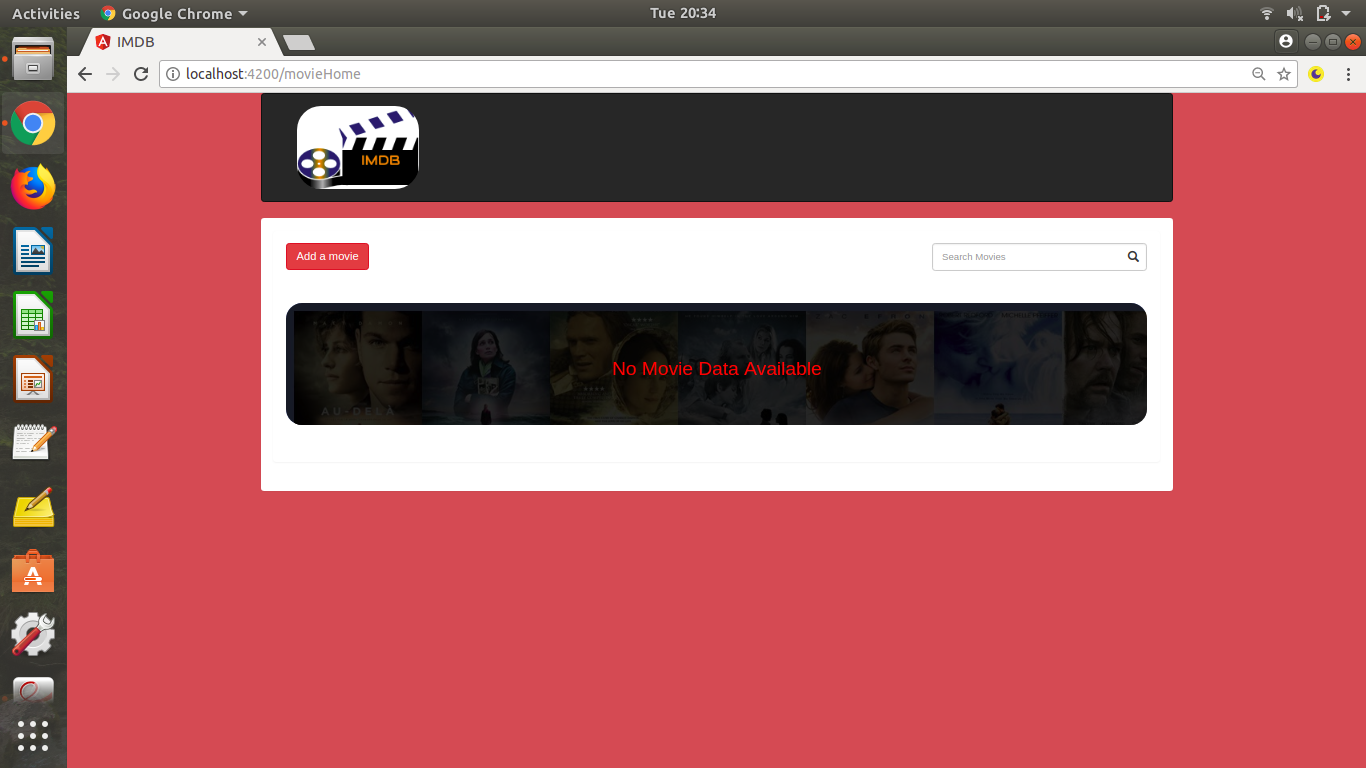 Activities
Google Chrome
Tue 20:34
IMDB
localhost:4200/movieHome
IMDB
Add a movie
Search Movies
No Movie Data Available
AU-DELÀ